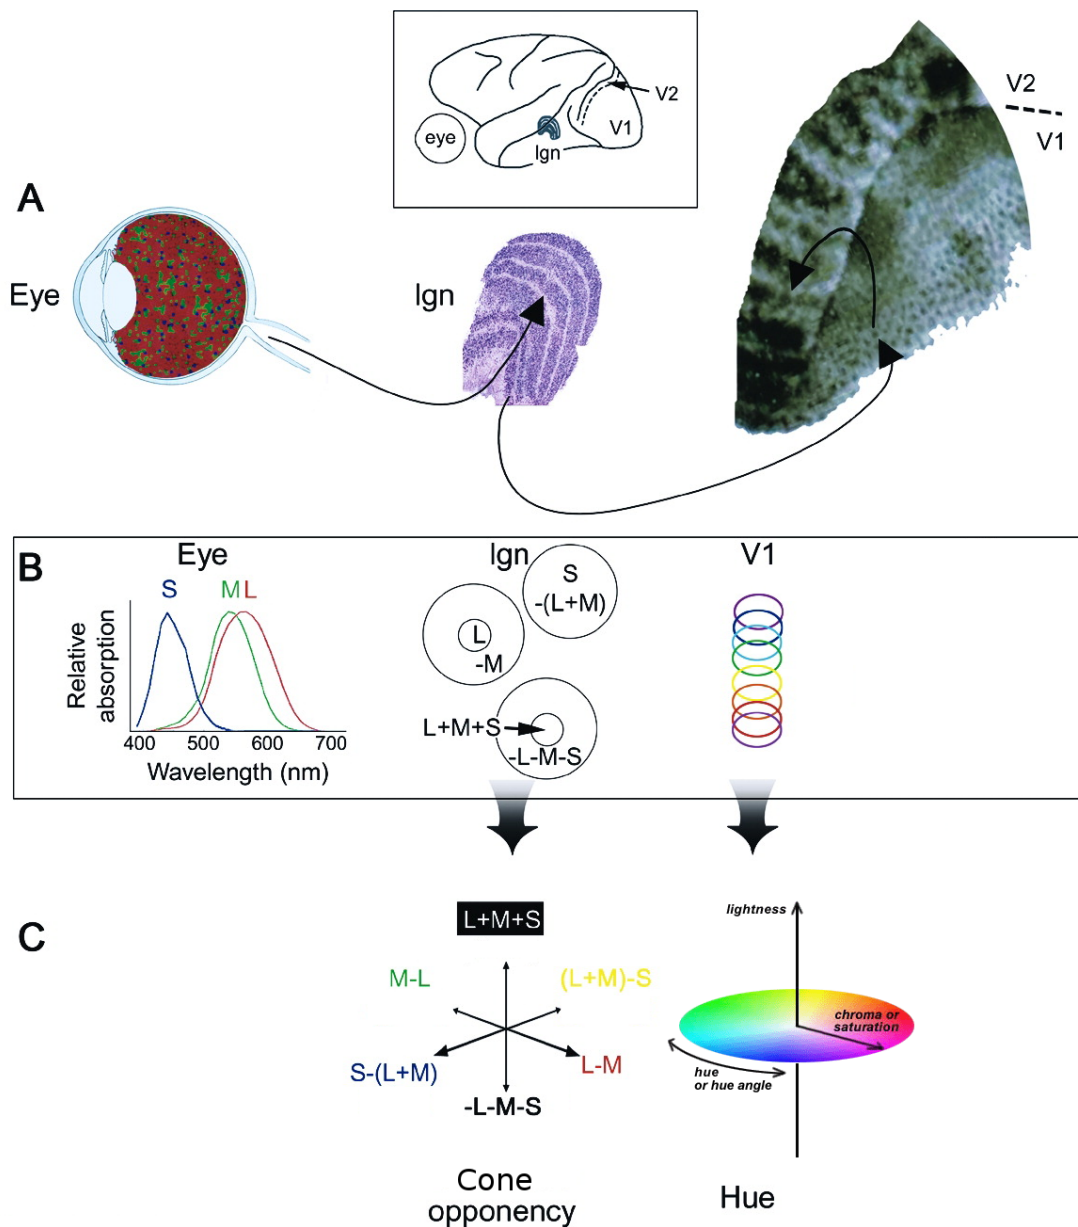 V2
V1
eye
lgn
V2
V1
A
Eye
lgn
B
Eye
lgn
V1
S M L
Relative
absorption
400 500 600 700
Wavelength (nm)
S
-(L+M)
L
-M
L+M+S
-L-M-S
C
L+M+S
M-L
(L+M)-S
S-(L+M)
L-M
-L-M-S
Cone
opponency
lightness
chroma or
saturation
hue
or hue angle
Hue